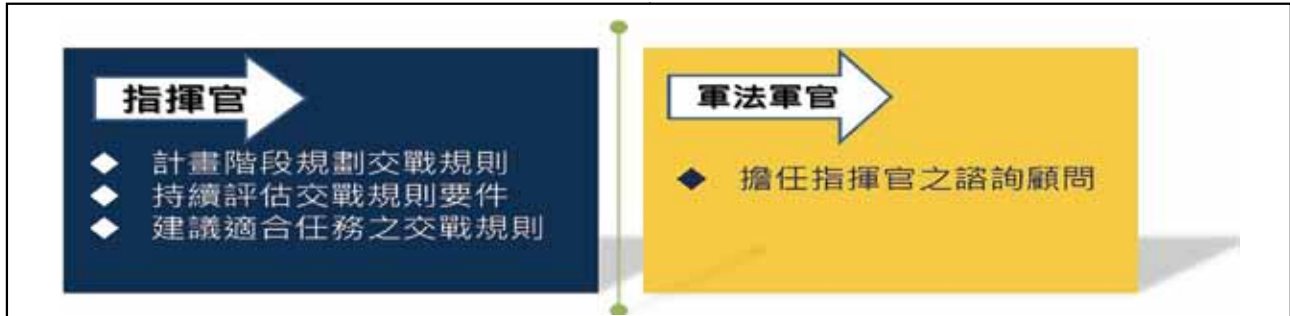 指揮官
計畫階段規劃交戰規則
持續評估交戰規則要件
建議適合任務之交戰規則
軍法軍官
擔任指揮官之諮詢顧問